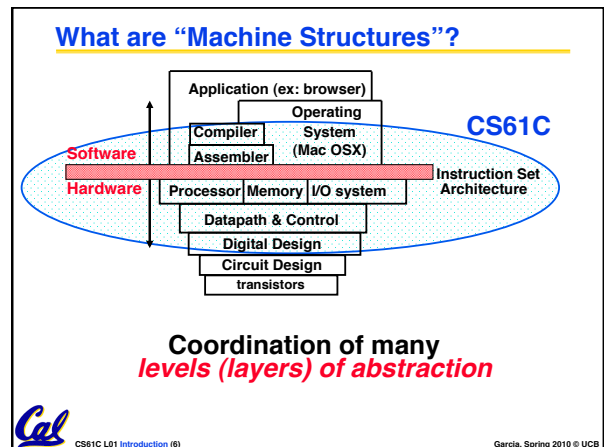 What are “Machine Structures”?
Application (ex: browser)
Operating
System
(Mac OSX)
Compiler
Assembler
CS61C
Software
Hardware
Instruction Set
Architecture
Processor Memory I/O system
Datapath & Control
Digital Design
Circuit Design
transistors
Coordination of many
levels (layers) of abstraction
Cal
CS61C L01 Introduction (6)
Garcia, Spring 2010 © UCB